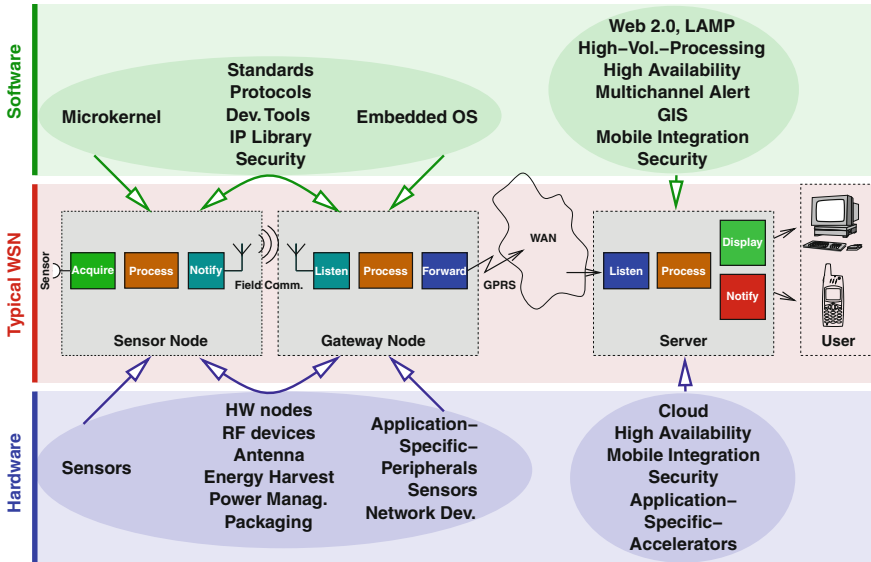 Software
Microkernel
Standards
Protocols
Dev. Tools
IP Library
Security
Embedded OS
Web 2.0, LAMP
High–Vol.–Processing
High Availability
Multichannel Alert
GIS
Mobile Integration
Security
Typical WSN
Sensor
Acquire
Process
Notify
Sensor Node
Field Comm.
Listen
Process
Forward
Gateway Node
GPRS
WAN
Listen
Process
Display
Notify
Server
User
Hardware
Sensors
HW nodes
RF devices
Antenna
Energy Harvest
Power Manag.
Packaging
Application–
Specific–
Peripherals
Sensors
Network Dev.
Cloud
High Availability
Mobile Integration
Security
Application–
Specific–
Accelerators